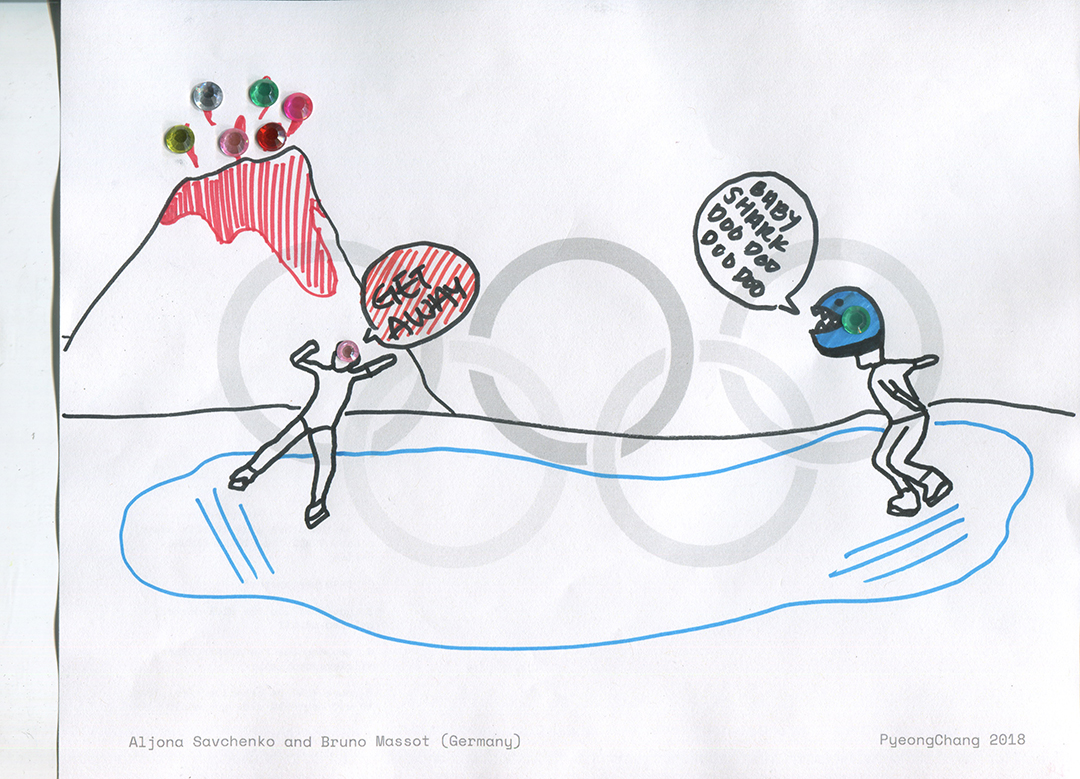 GET
AWAY
BABY
SHARK
DOO DOO
DOO DOO
Aljona Savchenko and Bruno Massot (Germany)
PyeongChang 2018